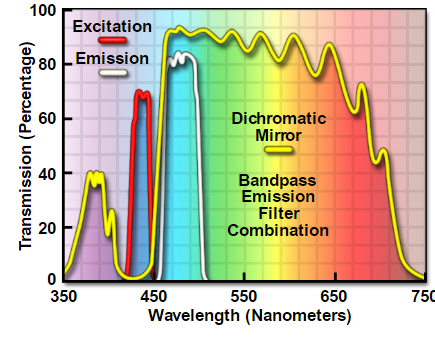 100
Excitation
80
Emission
60
Dichromatic
Mirror
40
Bandpass
Emission
Filter
Combination
20
0
Transmission (Percentage)
350 450 550 650 750
Wavelength (Nanometers)